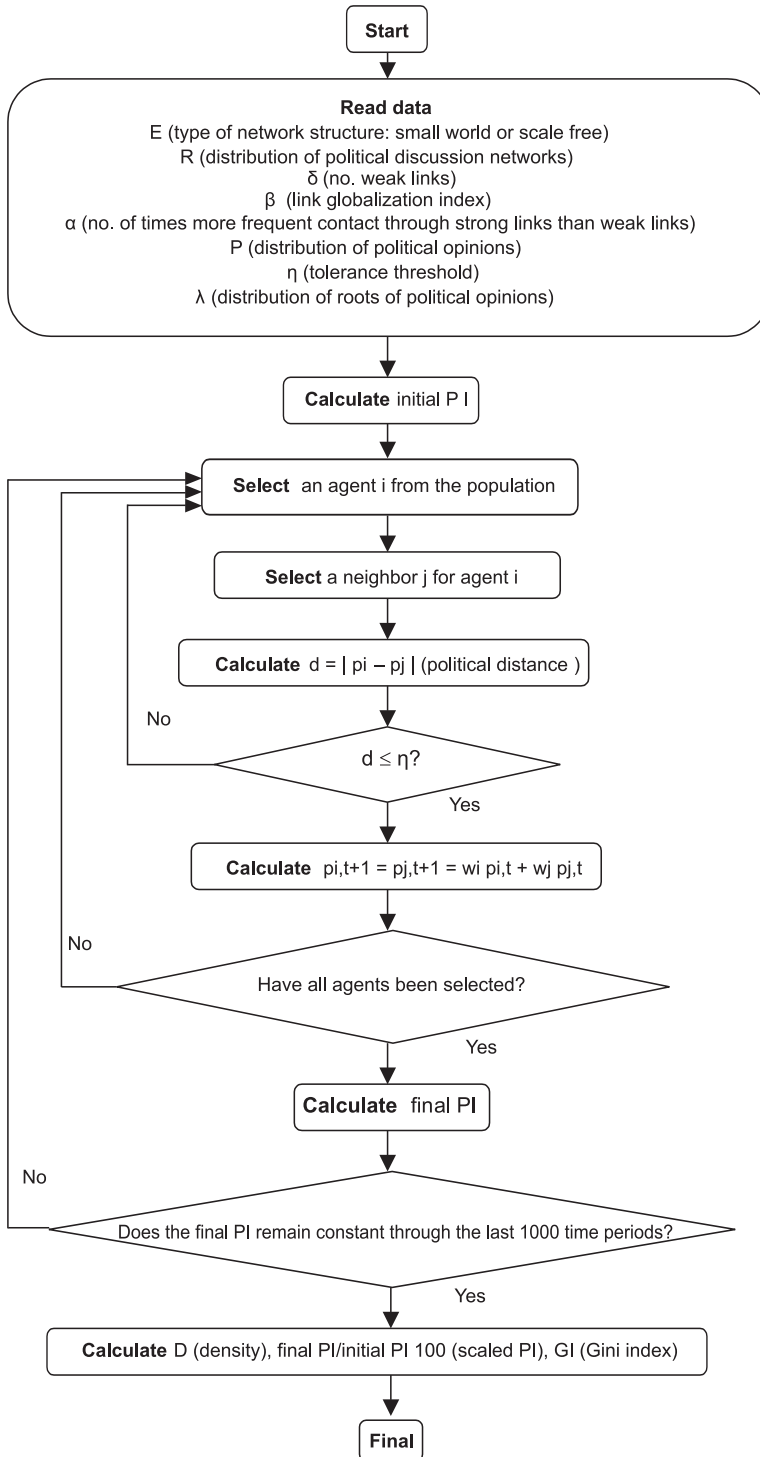 Start
Read data
E (type of network structure: small world or scale free)
R (distribution of political discussion networks)
δ (no. weak links)
β (link globalization index)
α (no. of times more frequent contact through strong links than weak links)
P (distribution of political opinions)
η (tolerance threshold)
λ (distribution of roots of political opinions)
Calculate initial P I
Select an agent i from the population
Select a neighbor j for agent i
Calculate d = | pi – pj | (political distance )
No
d ≤ η?
Yes
Calculate pi,t+1 = pj,t+1 = wi pi,t + wj pj,t
No
Have all agents been selected?
Yes
Calculate final PI
No
Does the final PI remain constant through the last 1000 time periods?
Yes
Calculate D (density), final PI/initial PI 100 (scaled PI), GI (Gini index)
Final